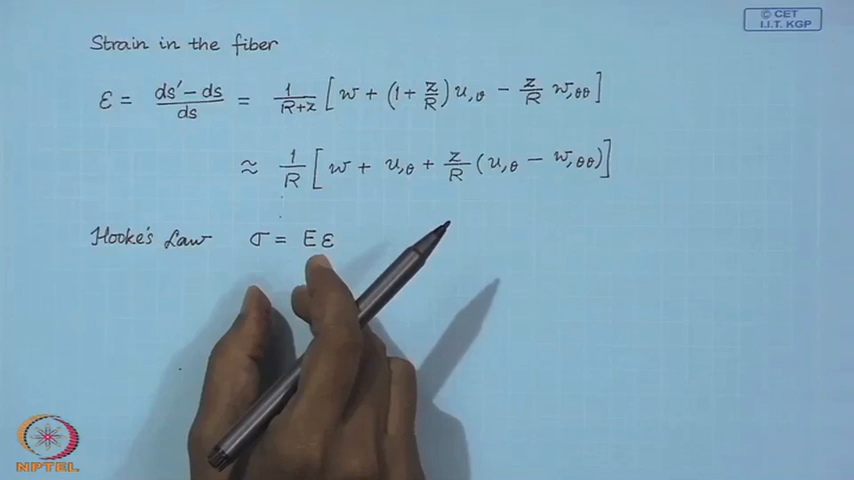 © CET
I.I.T. KGP
Strain in the fiber
ε = (ds′ − ds)/ds = 1/(R+z) [w + (1 + z/R) u,θ − z/R w,θθ]
≈ 1/R [w + u,θ + z/R (u,θ − w,θθ)]
Hooke's Law σ = Eε
NPTEL